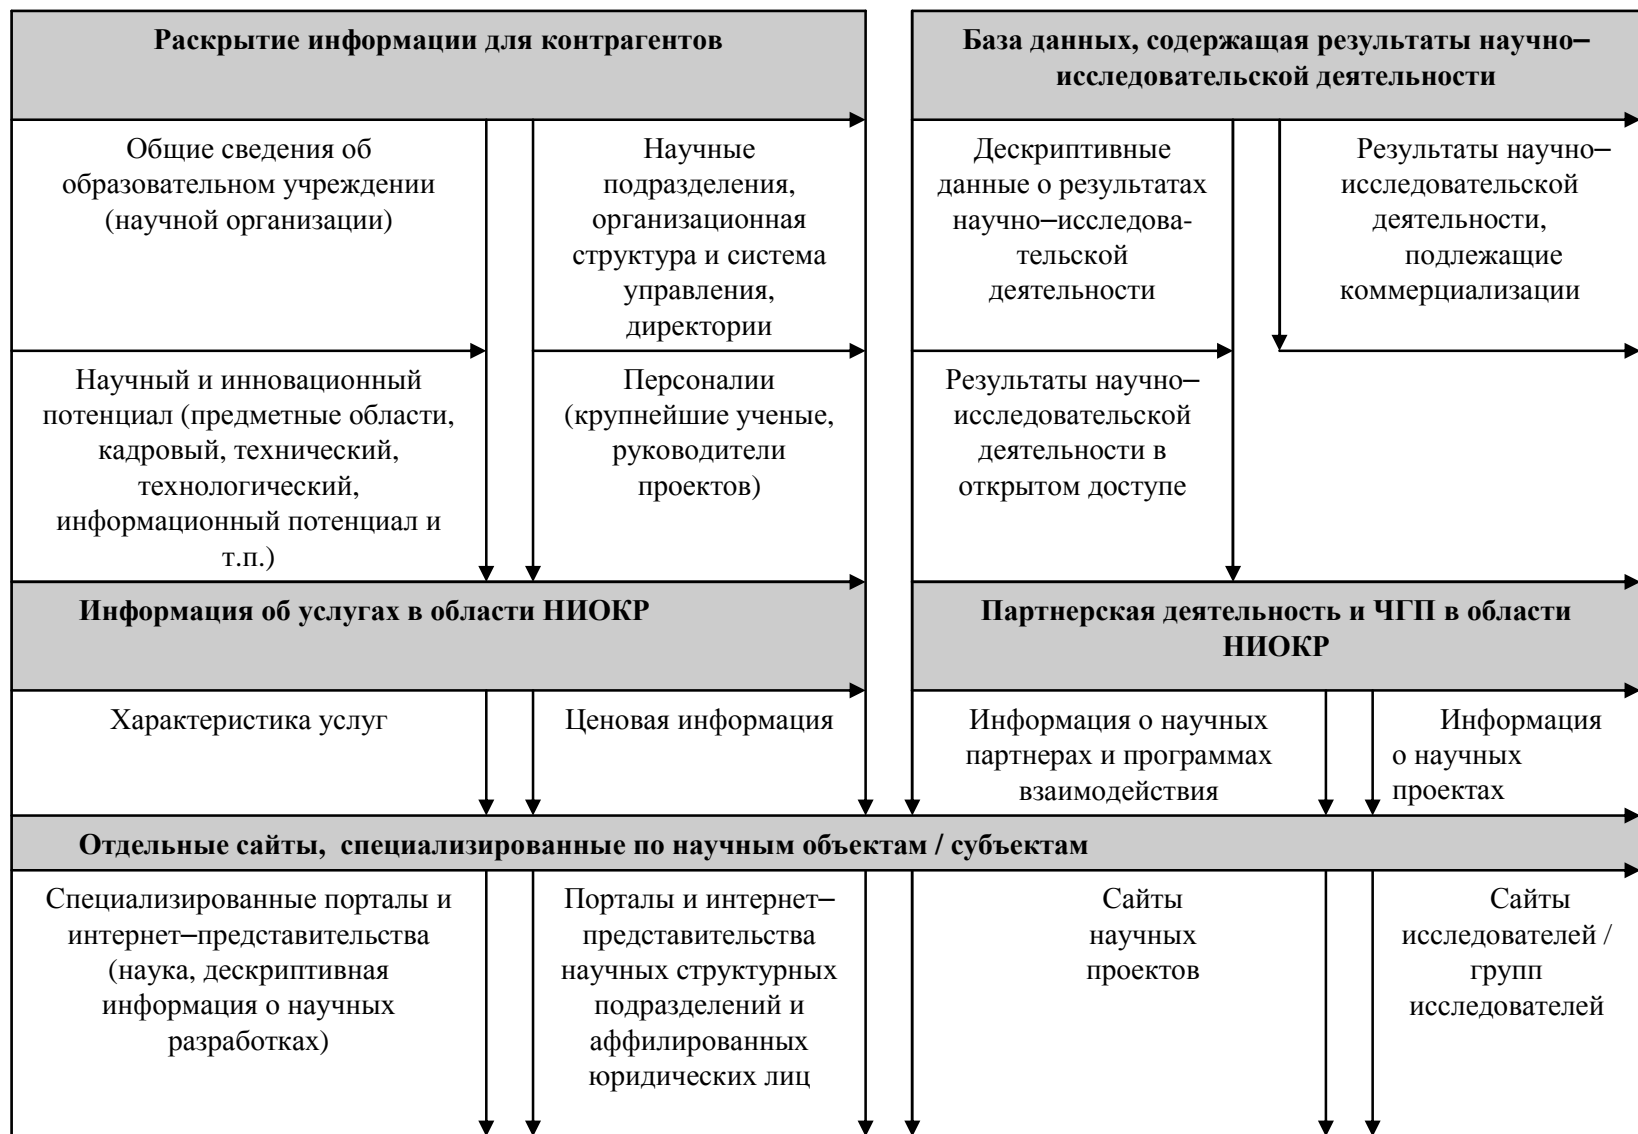 Раскрытие информации для контрагентов
База данных, содержащая результаты научно–
исследовательской деятельности
Общие сведения об
образовательном учреждении
(научной организации)
Научные
подразделения,
организационная
структура и система
управления,
директории
Дескриптивные
данные о результатах
научно–исследова-
тельской
деятельности
Результаты научно–
исследовательской
деятельности,
подлежащие
коммерциализации
Научный и инновационный
потенциал (предметные области,
кадровый, технический,
технологический,
информационный потенциал и
т.п.)
Персоналии
(крупнейшие ученые,
руководители
проектов)
Результаты научно–
исследовательской
деятельности в
открытом доступе
Информация об услугах в области НИОКР
Партнерская деятельность и ЧГП в области
НИОКР
Характеристика услуг
Ценовая информация
Информация о научных
партнерах и программах
взаимодействия
Информация
о научных
проектах
Отдельные сайты, специализированные по научным объектам / субъектам
Специализированные порталы и
интернет–представительства
(наука, дескриптивная
информация о научных
разработках)
Порталы и интернет–
представительства
научных структурных
подразделений и
аффилированных
юридических лиц
Сайты
научных
проектов
Сайты
исследователей /
групп
исследователей